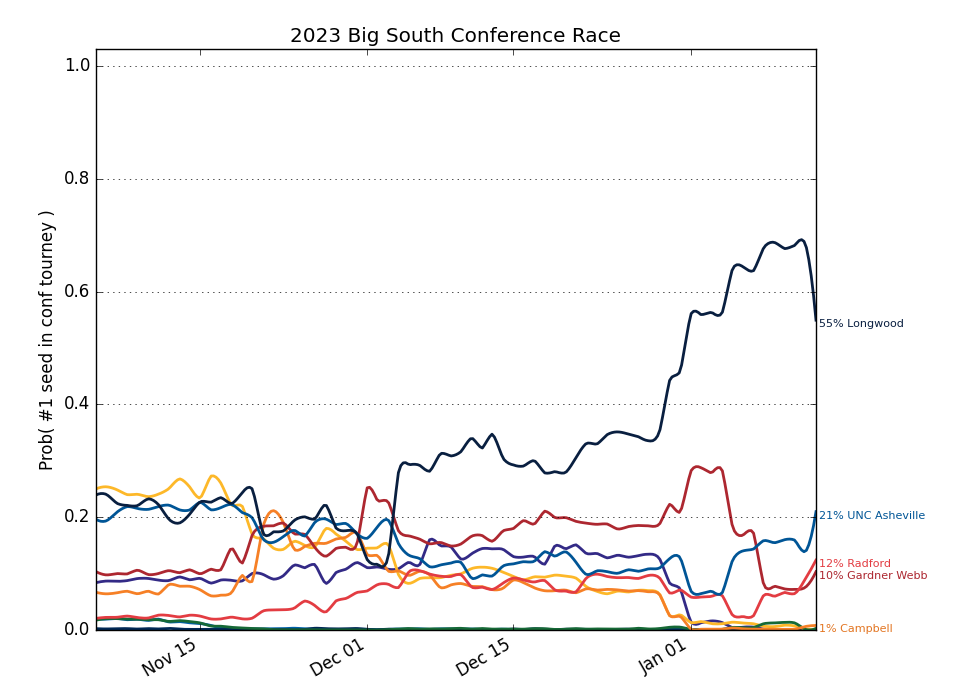 2023 Big South Conference Race
Prob( #1 seed in conf tourney )
1.0
0.8
0.6
0.4
0.2
0.0
Nov 15
Dec 01
Dec 15
Jan 01
55% Longwood
21% UNC Asheville
12% Radford
10% Gardner Webb
1% Campbell